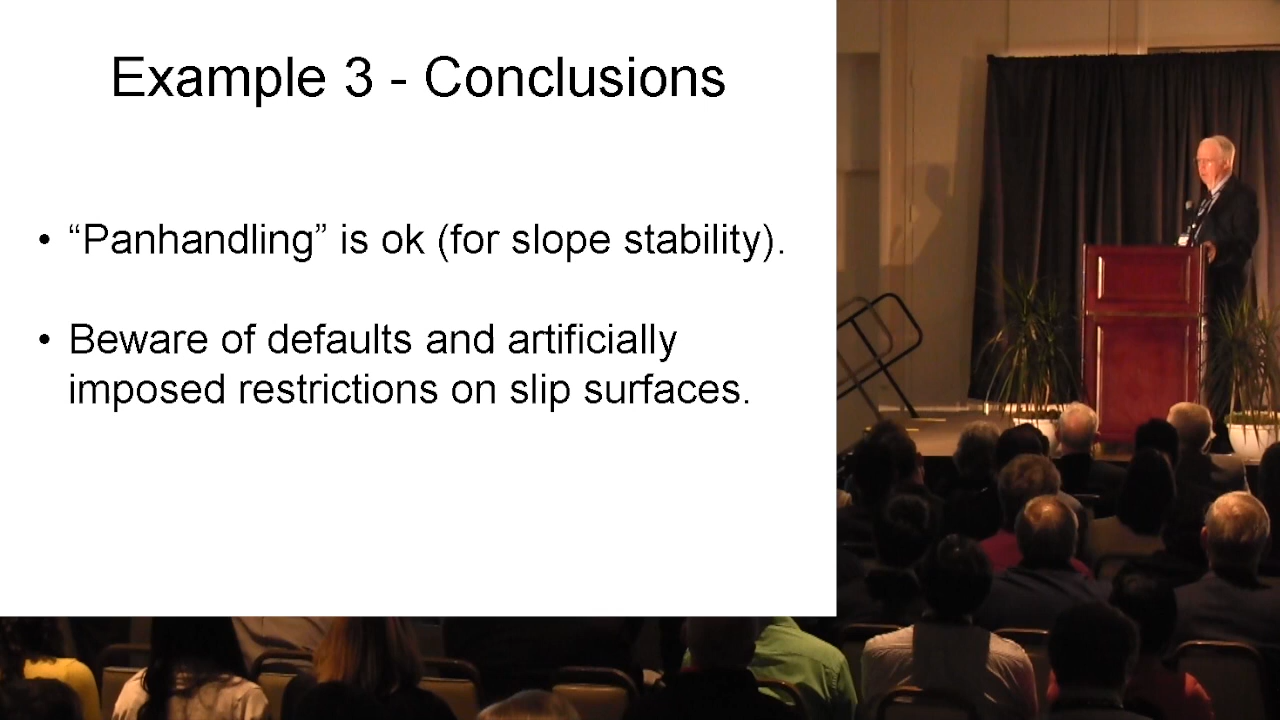 Example 3 - Conclusions
• “Panhandling” is ok (for slope stability).
• Beware of defaults and artificially
imposed restrictions on slip surfaces.